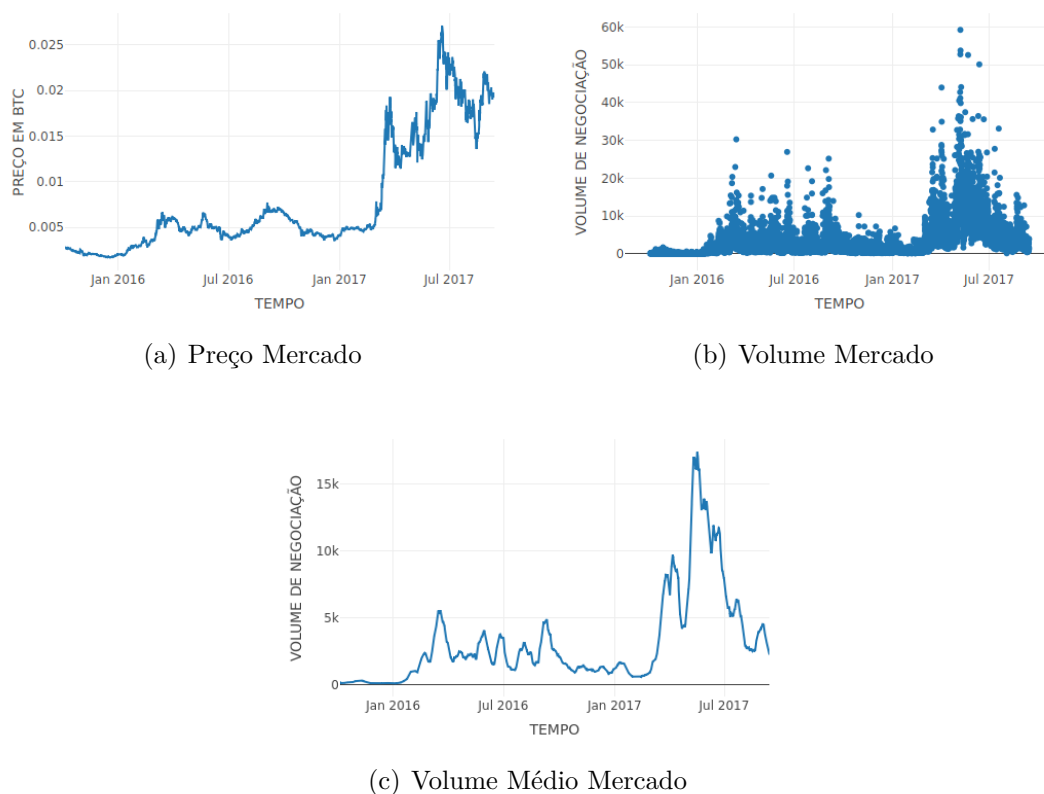 0.025
0.02
0.015
0.01
0.005
PREÇO EM BTC
Jan 2016 Jul 2016 Jan 2017 Jul 2017
TEMPO
(a) Preço Mercado
60k
50k
40k
30k
20k
10k
0
VOLUME DE NEGOCIAÇÃO
Jan 2016 Jul 2016 Jan 2017 Jul 2017
TEMPO
(b) Volume Mercado
15k
10k
5k
0
VOLUME DE NEGOCIAÇÃO
Jan 2016 Jul 2016 Jan 2017 Jul 2017
TEMPO
(c) Volume Médio Mercado